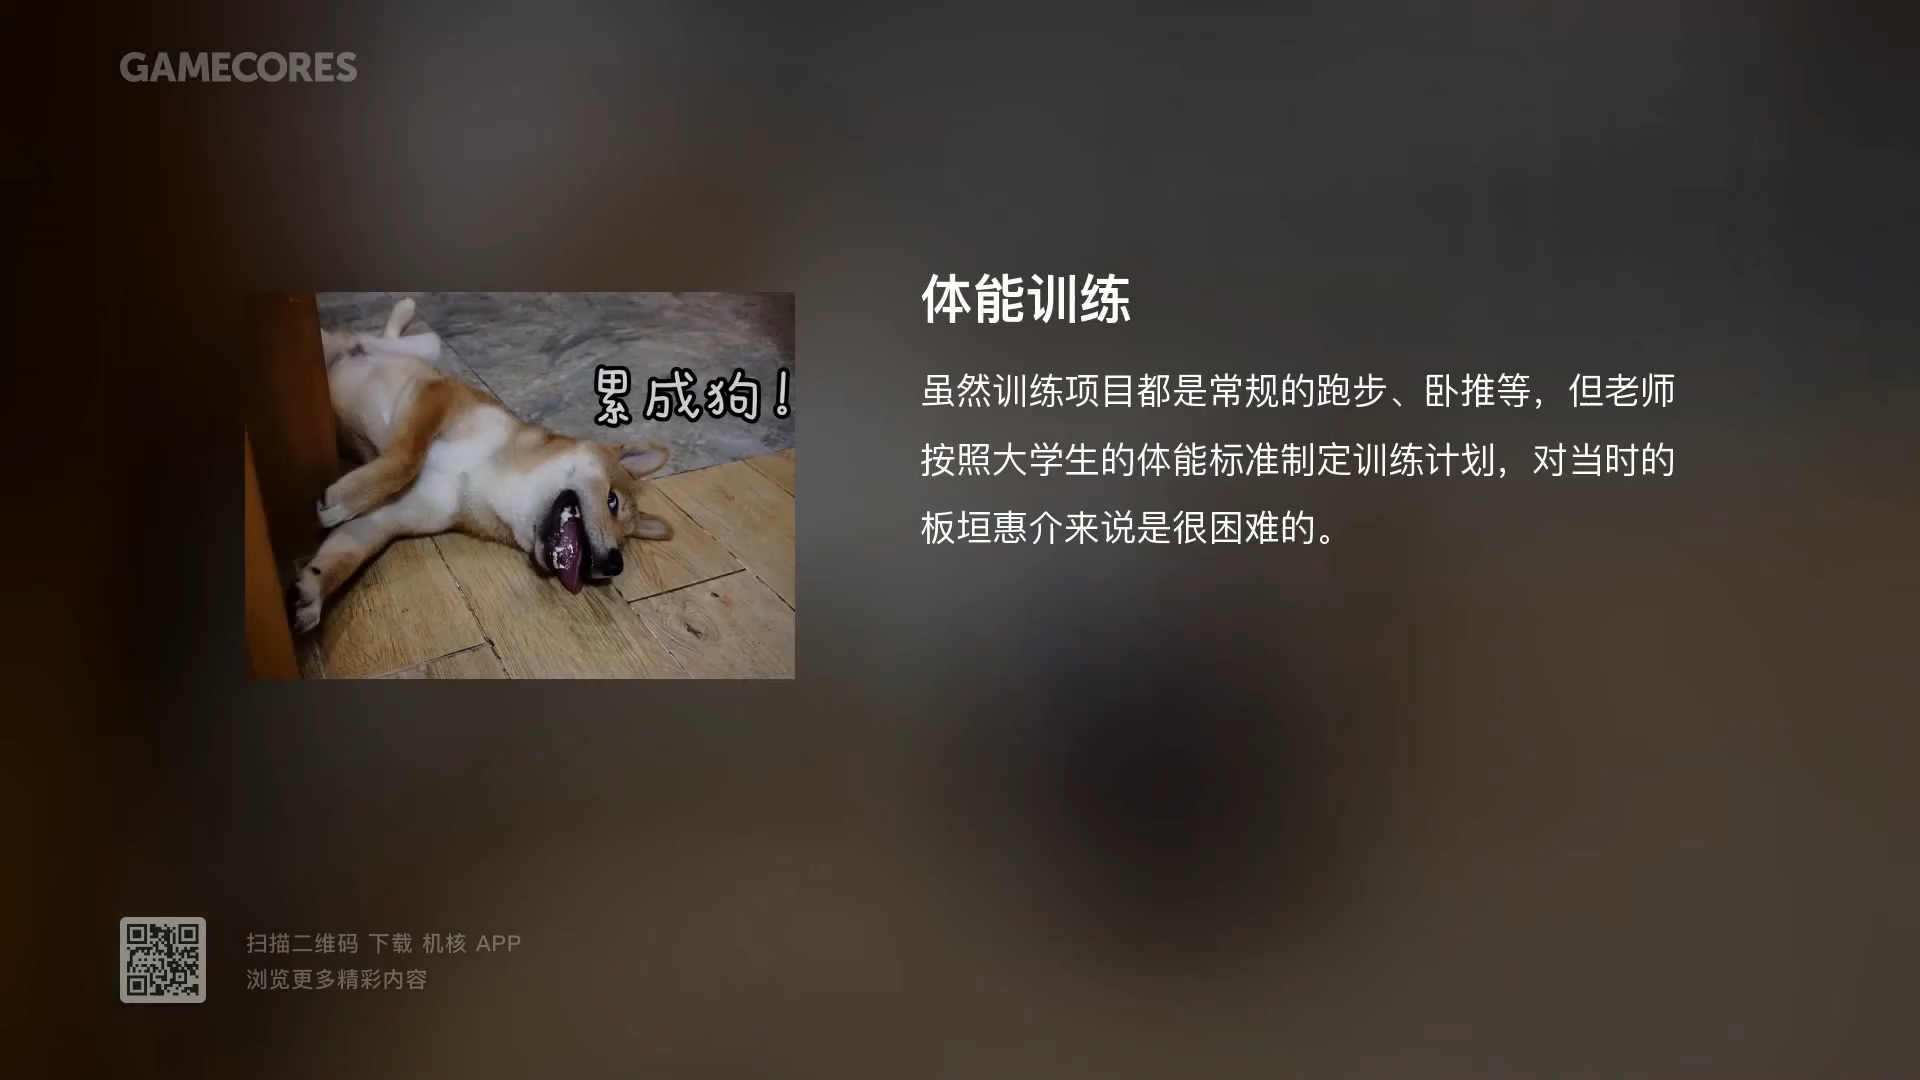 GAMECORES
体能训练
虽然训练项目都是常规的跑步、卧推等，但老师
按照大学生的体能标准制定训练计划，对当时的
板垣惠介来说是很困难的。
累成狗！
扫描二维码 下载 机核 APP
浏览更多精彩内容